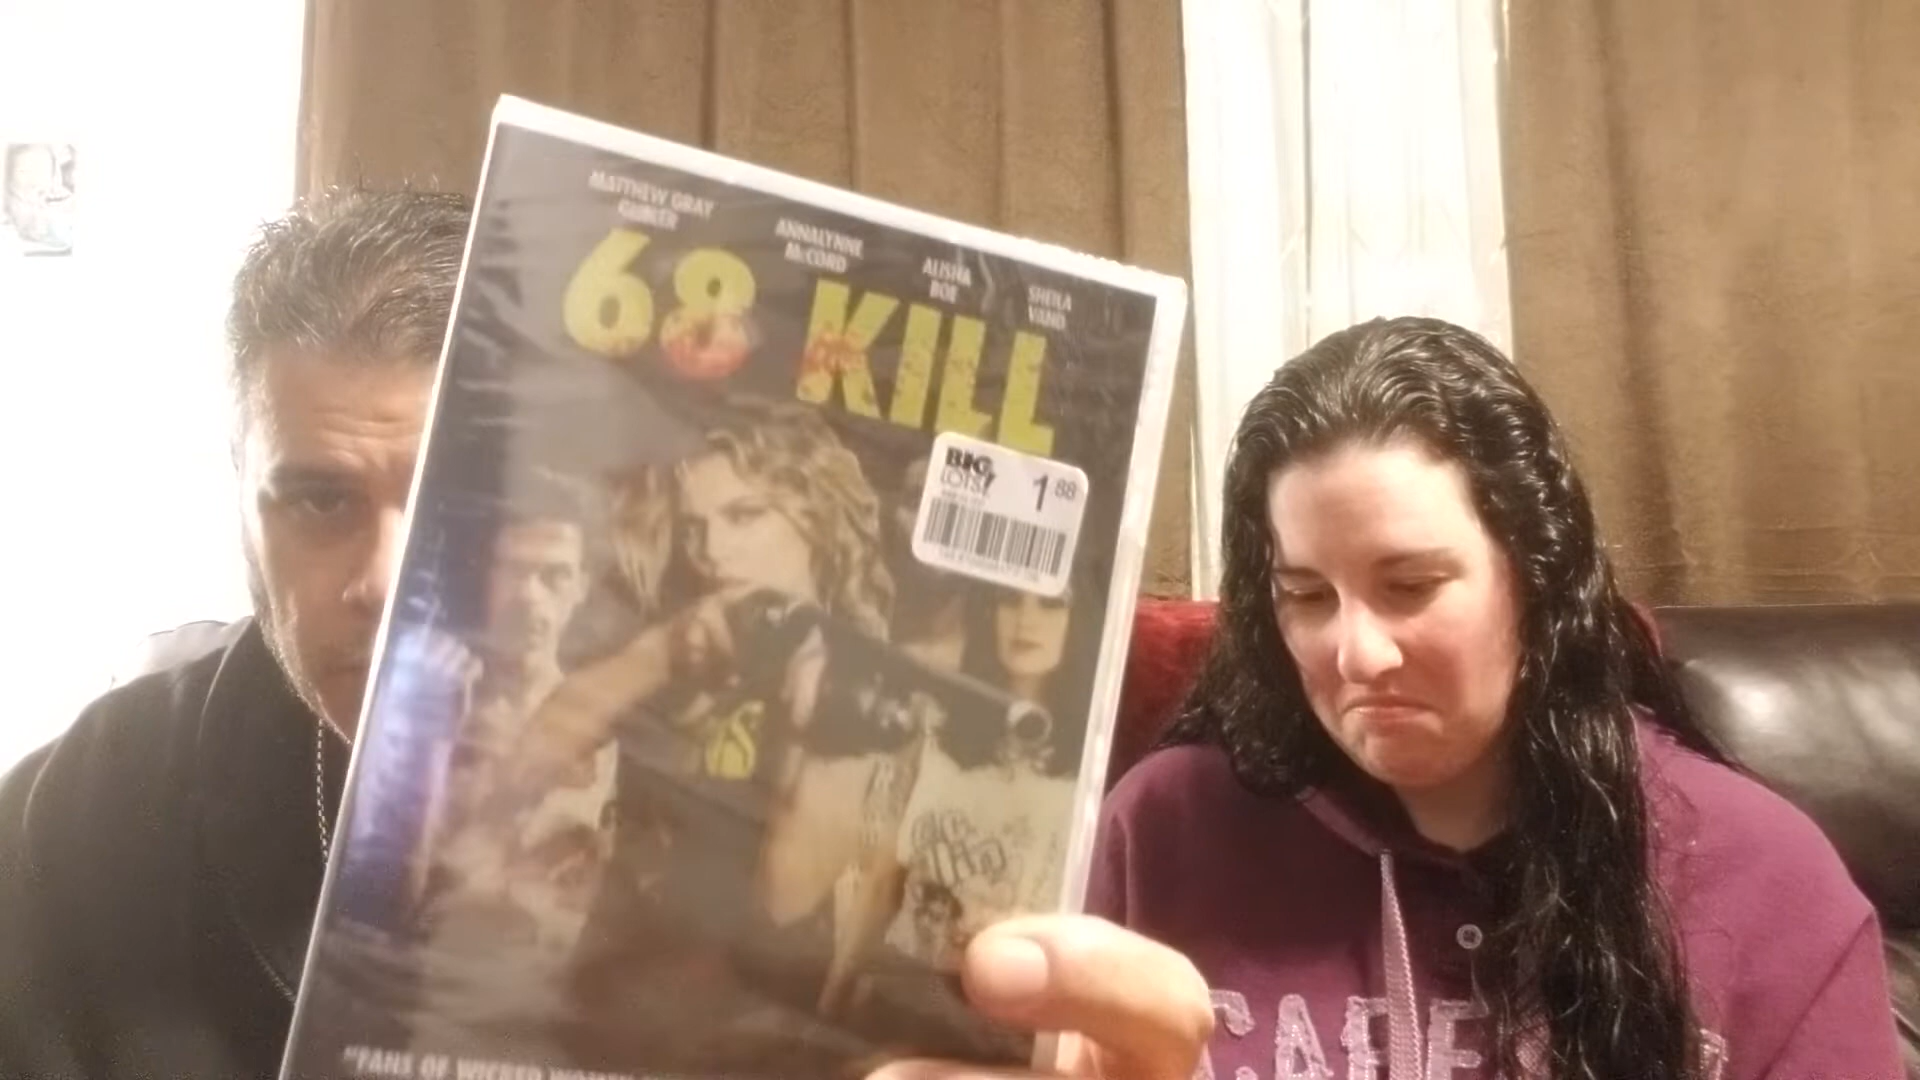 MATTHEW GRAY
GUBLER
ANNALYNNE
McCORD
ALISHA
BOE
SHEILA
VAND
68 KILL
BIG
LOTS!
1 88
"FANS OF WICKED WOMEN